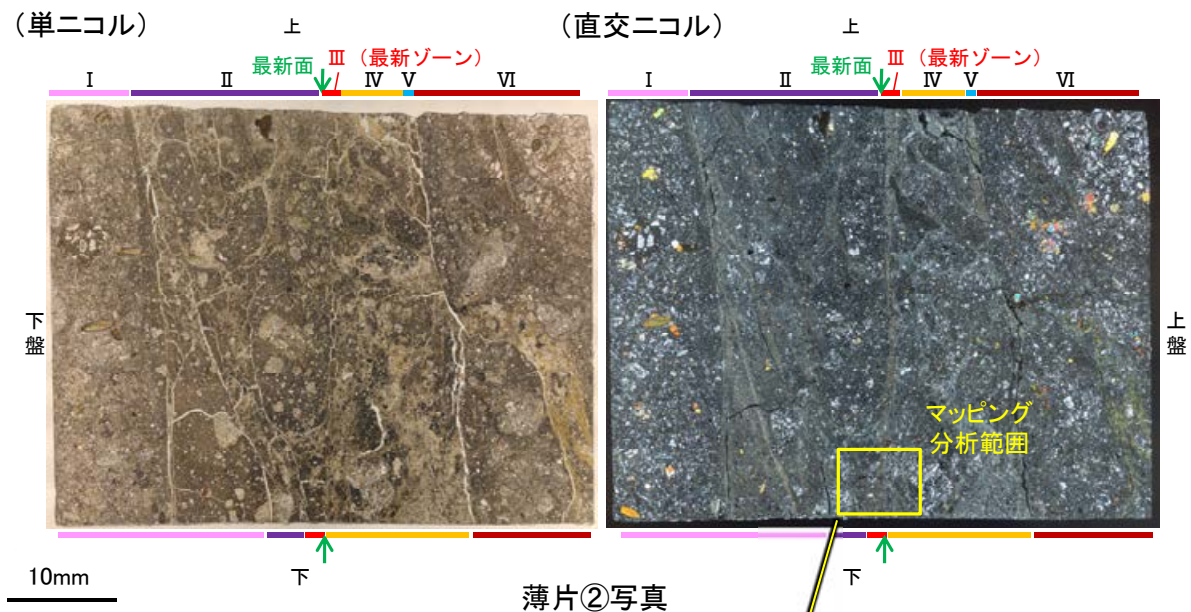 (単ニコル)
上
(直交ニコル)
上
最新面
Ⅲ(最新ゾーン)
最新面
Ⅲ(最新ゾーン)
Ⅰ
Ⅱ
Ⅳ
Ⅴ
Ⅵ
Ⅰ
Ⅱ
Ⅳ
Ⅴ
Ⅵ
下盤
上盤
マッピング
分析範囲
10mm
下
薄片②写真
下